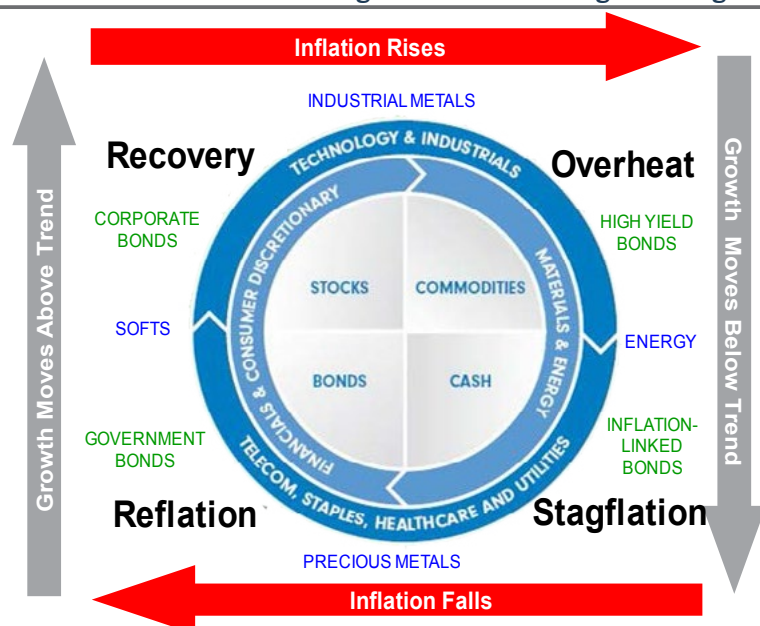 Inflation Rises
INDUSTRIAL METALS
Recovery
TECHNOLOGY & INDUSTRIALS
Overheat
Growth Moves Above Trend
CORPORATE
BONDS
FINANCIALS & CONSUMER DISCRETIONARY
STOCKS
COMMODITIES
MATERIALS & ENERGY
HIGH YIELD
BONDS
Growth Moves Below Trend
SOFTS
ENERGY
BONDS
CASH
GOVERNMENT
BONDS
INFLATION-
LINKED
BONDS
TELECOM, STAPLES, HEALTHCARE AND UTILITIES
Reflation
Stagflation
PRECIOUS METALS
Inflation Falls